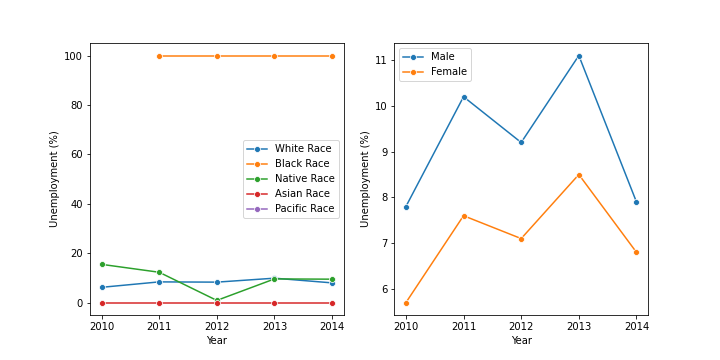 100
80
60
40
20
0
Unemployment (%)
White Race
Black Race
Native Race
Asian Race
Pacific Race
2010 2011 2012 2013 2014
Year
11
10
9
8
7
6
Unemployment (%)
Male
Female
2010 2011 2012 2013 2014
Year